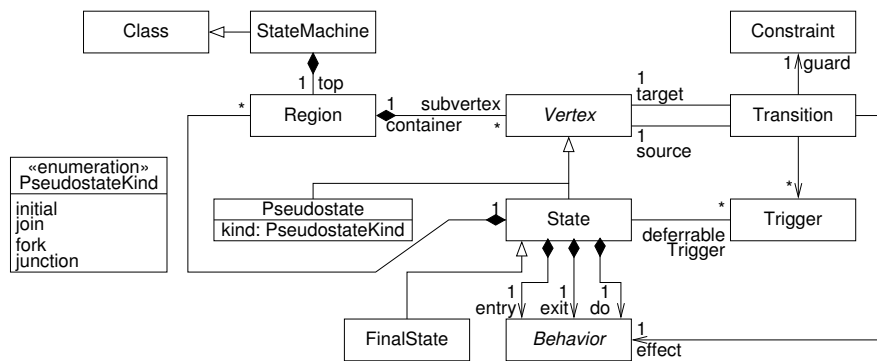 Class
StateMachine
Constraint
1
top
1
guard
Region
*
1
container
subvertex
*
Vertex
1
target
1
source
Transition
«enumeration»
PseudostateKind
initial
join
fork
junction
Pseudostate
kind: PseudostateKind
1
State
*
deferrable
Trigger
*
Trigger
1
entry
1
exit
1
do
FinalState
Behavior
1
effect